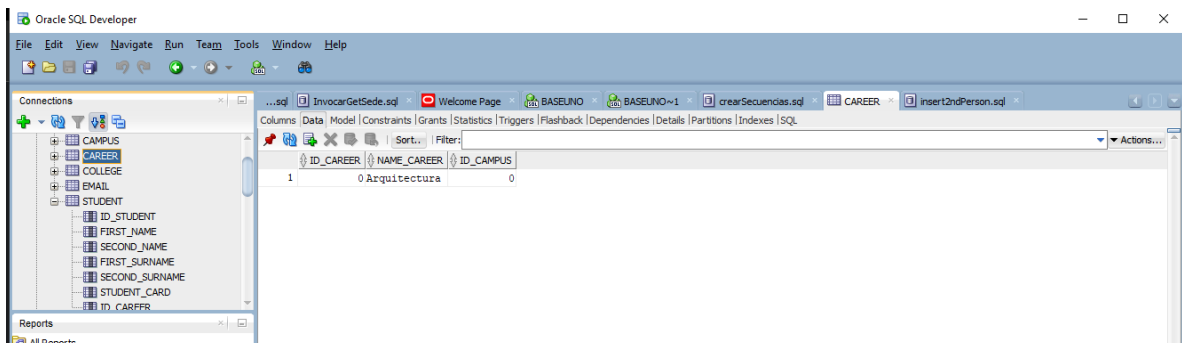 Oracle SQL Developer
File Edit View Navigate Run Team Tools Window Help
Connections
...sql InvocarGetSede.sql Welcome Page BASEUNO BASEUNO~1 crearSecuencias.sql CAREER insert2ndPerson.sql
Columns Data Model Constraints Grants Statistics Triggers Flashback Dependencies Details Partitions Indexes SQL
Sort.. Filter: Actions...
CAMPUS
CAREER
COLLEGE
EMAIL
STUDENT
ID_STUDENT
FIRST_NAME
SECOND_NAME
FIRST_SURNAME
SECOND_SURNAME
STUDENT_CARD
ID_CAREER
ID_CAREER NAME_CAREER ID_CAMPUS
1 0 Arquitectura 0
Reports
All Reports